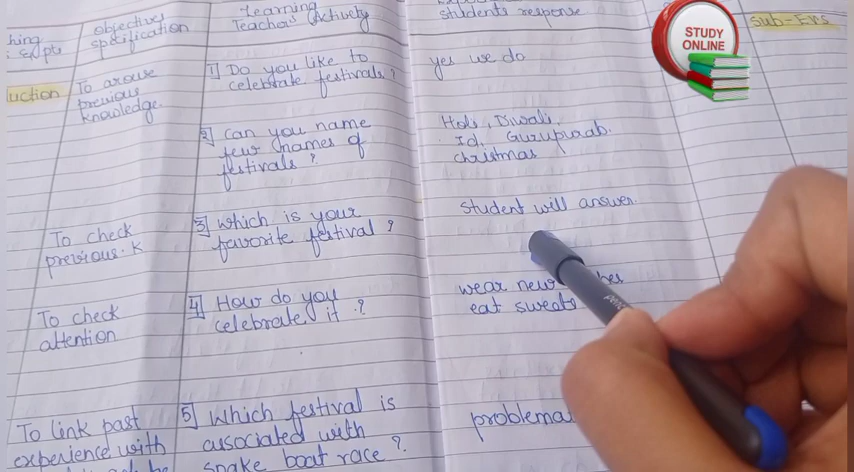 hing
objectives
specification
Learning
Teacher Activity
students response
Sub-EVS
STUDY
ONLINE
uction
To arouse
previous
knowledge.
1] Do you like to
celebrate festivals?
yes we do
2] Can you name
few names of
festivals?
Holi, Diwali,
Id, Gurupurab.
christmas
To check
previous. K
3] Which is your
favorite festival?
Student will answer.
To check
attention
4] How do you
celebrate it.?
wear new
eat sweets
To link past
experience with
5] Which festival is
associated with
snake boat race?